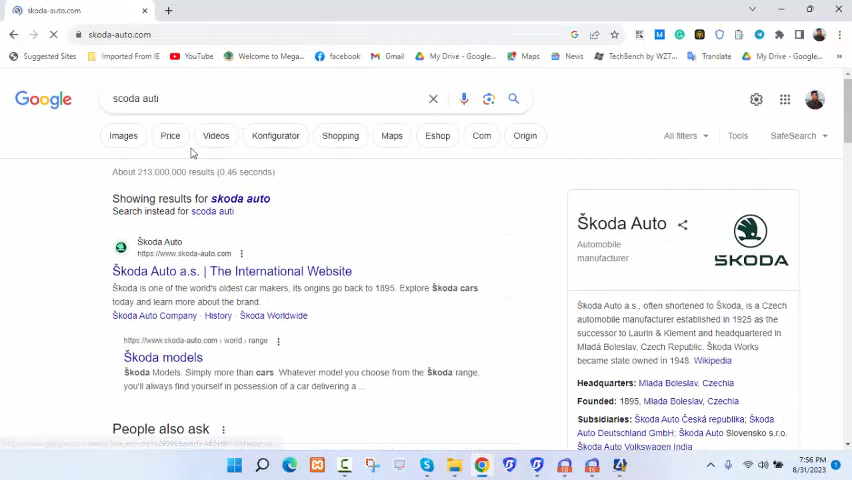 skoda-auto.com
skoda-auto.com
Suggested Sites
YouTube
Welcome to Mega...
facebook
Gmail
My Drive - Google...
Maps
News
TechBench by WZT...
Translate
My Drive - Google...
Google
scoda auti
Images
Price
Videos
Konfigurator
Shopping
Maps
Eshop
Com
Origin
All filters
Tools
SafeSearch
About 213,000,000 results (0.46 seconds)
Showing results for skoda auto
Search instead for scoda auti
Škoda Auto
https://www.skoda-auto.com
Škoda Auto a.s. | The International Website
Škoda is one of the world's oldest car makers, its origins go back to 1895. Explore Škoda cars
today and learn more about the brand.
Škoda Auto Company · History · Škoda Worldwide
https://www.skoda-auto.com › world › range
Škoda models
Škoda Models. Simply more than cars. Whatever model you choose from the Škoda range,
you'll always find yourself in possession of a car delivering a ...
People also ask
Škoda Auto
Automobile
manufacturer
ŠKODA
Škoda Auto a.s., often shortened to Škoda, is a Czech
automobile manufacturer established in 1925 as the
successor to Laurin & Klement and headquartered in
Mladá Boleslav, Czech Republic. Škoda Works
became state owned in 1948. Wikipedia
Headquarters: Mlada Boleslav, Czechia
Founded: 1895, Mlada Boleslav, Czechia
Subsidiaries: Škoda Auto Česká republika; Škoda
Auto Deutschland GmbH; Škoda Auto Slovensko s.r.o.
Škoda Auto Volkswagen India
7:56 PM
8/31/2023